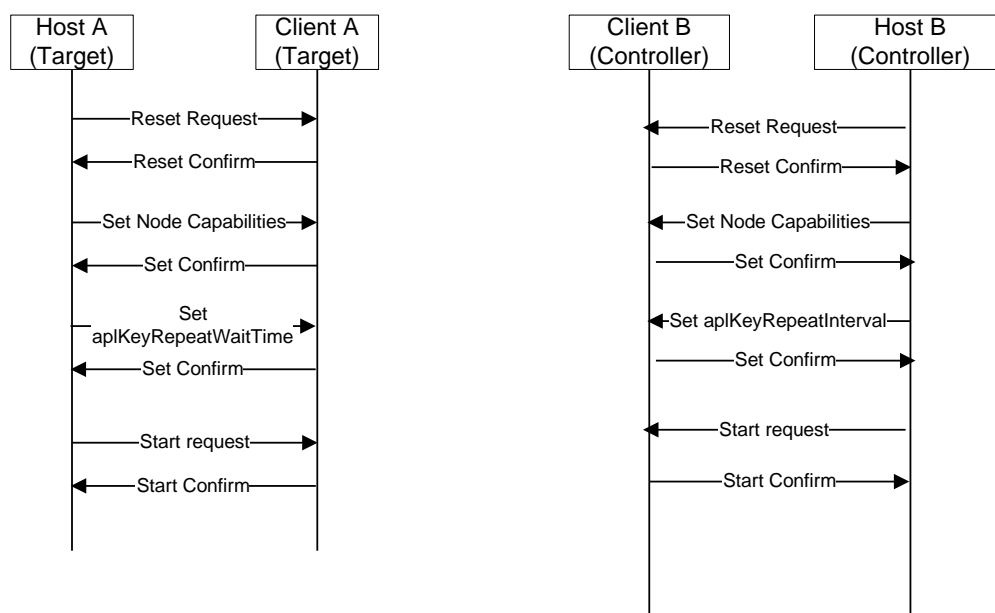 Host A
(Target)
Client A
(Target)
Reset Request
Reset Confirm
Set Node Capabilities
Set Confirm
Set
aplKeyRepeatWaitTime
Set Confirm
Start request
Start Confirm
Client B
(Controller)
Host B
(Controller)
Reset Request
Reset Confirm
Set Node Capabilities
Set Confirm
Set aplKeyRepeatInterval
Set Confirm
Start request
Start Confirm